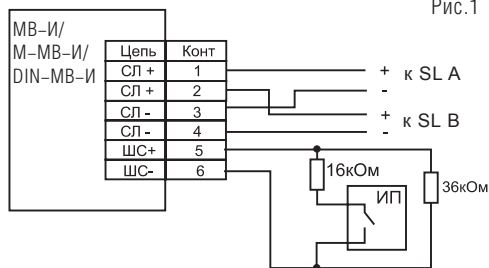 Рис.1
МВ–И/
М–МВ–И/
DIN–МВ–И
Цепь Конт
СЛ + 1
СЛ + 2
СЛ - 3
СЛ - 4
ШС+ 5
ШС- 6
+ к SL A
-
+ к SL B
-
16кОм
ИП
36кОм